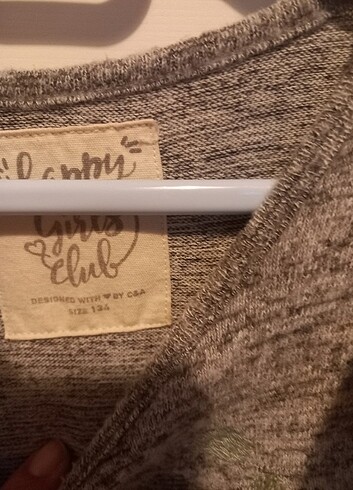 happy
Girls
Club
DESIGNED WITH ♥ BY C&A
SIZE 134